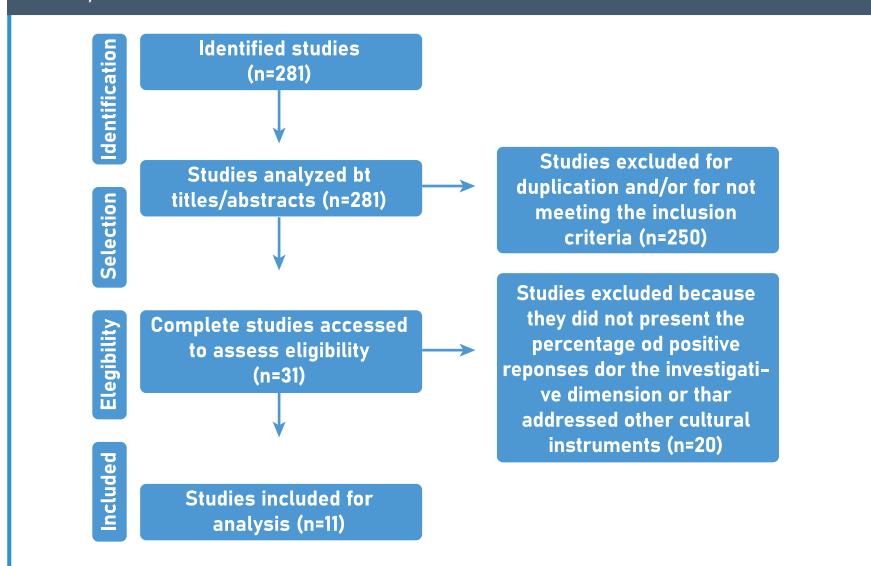 Identification
Identified studies
(n=281)
Studies analyzed bt
titles/abstracts (n=281)
Studies excluded for
duplication and/or for not
meeting the inclusion
criteria (n=250)
Selection
Elegibility
Complete studies accessed
to assess eligibility
(n=31)
Studies excluded because
they did not present the
percentage od positive
reponses dor the investigati-
ve dimension or thar
addressed other cultural
instruments (n=20)
Included
Studies included for
analysis (n=11)